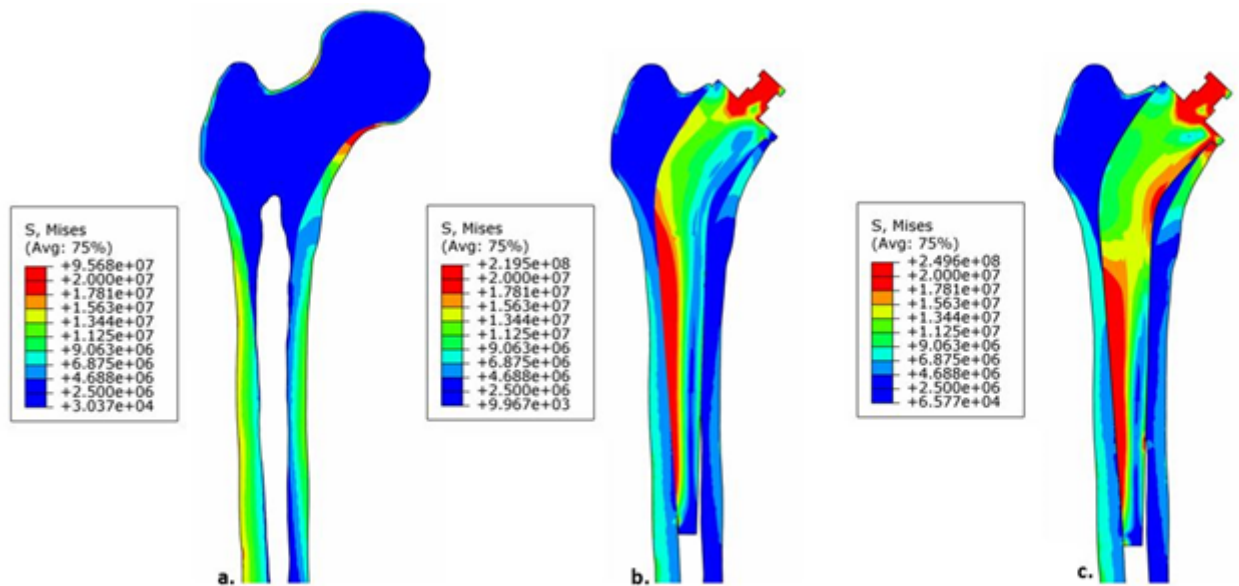 S, Mises
(Avg: 75%)
+9.568e+07
+2.000e+07
+1.781e+07
+1.563e+07
+1.344e+07
+1.125e+07
+9.063e+06
+6.875e+06
+4.688e+06
+2.500e+06
+3.037e+04
a.
S, Mises
(Avg: 75%)
+2.195e+08
+2.000e+07
+1.781e+07
+1.563e+07
+1.344e+07
+1.125e+07
+9.063e+06
+6.875e+06
+4.688e+06
+2.500e+06
+9.967e+03
b.
S, Mises
(Avg: 75%)
+2.496e+08
+2.000e+07
+1.781e+07
+1.563e+07
+1.344e+07
+1.125e+07
+9.063e+06
+6.875e+06
+4.688e+06
+2.500e+06
+6.577e+04
c.